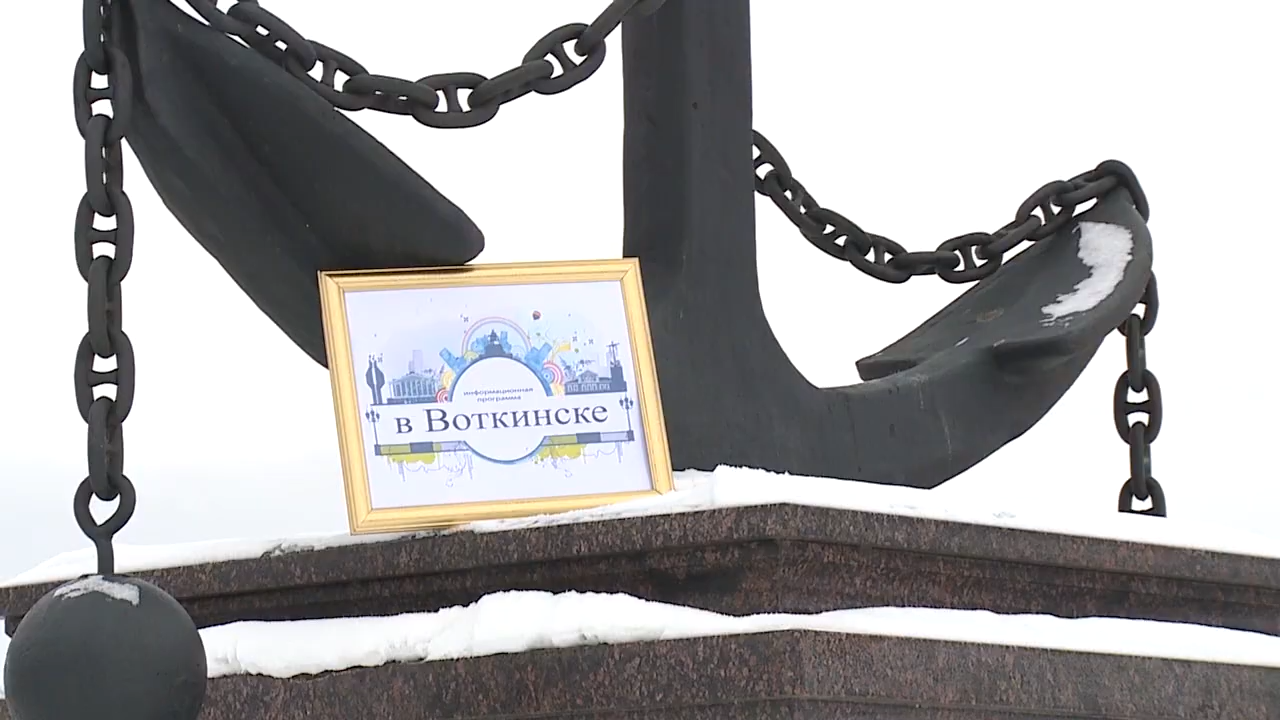 информационная
программа
в Воткинске